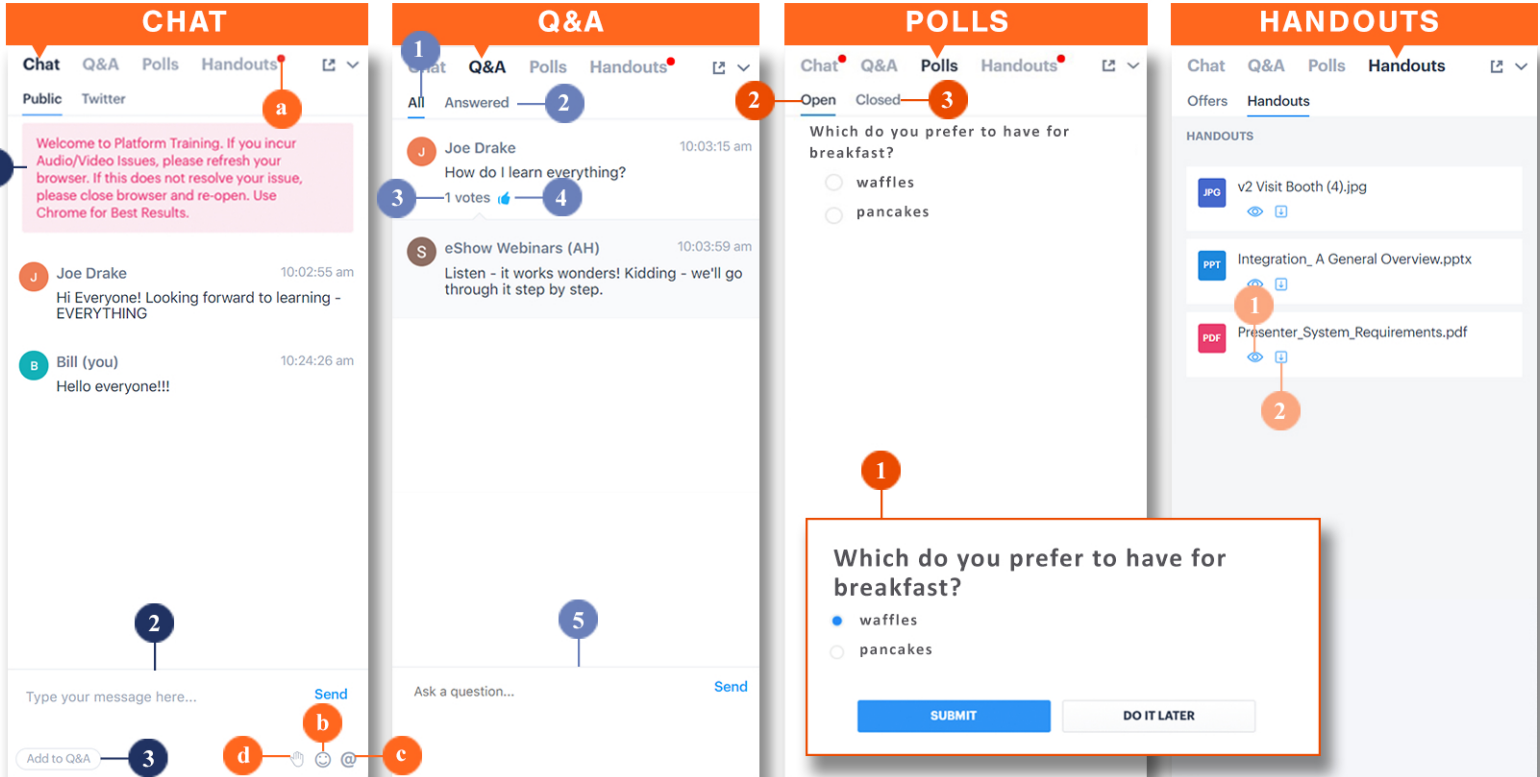 CHAT
Chat Q&A Polls Handouts
a
Public Twitter
Welcome to Platform Training. If you incur
Audio/Video Issues, please refresh your
browser. If this does not resolve your issue,
please close browser and re-open. Use
Chrome for Best Results.
J
Joe Drake 10:02:55 am
Hi Everyone! Looking forward to learning -
EVERYTHING
B
Bill (you) 10:24:26 am
Hello everyone!!!
2
Type your message here... Send
b
Add to Q&A 3 d @ c
Q&A
1
Chat Q&A Polls Handouts
All Answered 2
J
Joe Drake 10:03:15 am
How do I learn everything?
3 1 votes 4
S
eShow Webinars (AH) 10:03:59 am
Listen - it works wonders! Kidding - we'll go
through it step by step.
5
Ask a question... Send
POLLS
Chat Q&A Polls Handouts
2 Open Closed 3
Which do you prefer to have for
breakfast?
waffles
pancakes
1
Which do you prefer to have for
breakfast?
waffles
pancakes
SUBMIT DO IT LATER
HANDOUTS
Chat Q&A Polls Handouts
Offers Handouts
HANDOUTS
JPG v2 Visit Booth (4).jpg
PPT Integration_ A General Overview.pptx
1
PDF Presenter_System_Requirements.pdf
2